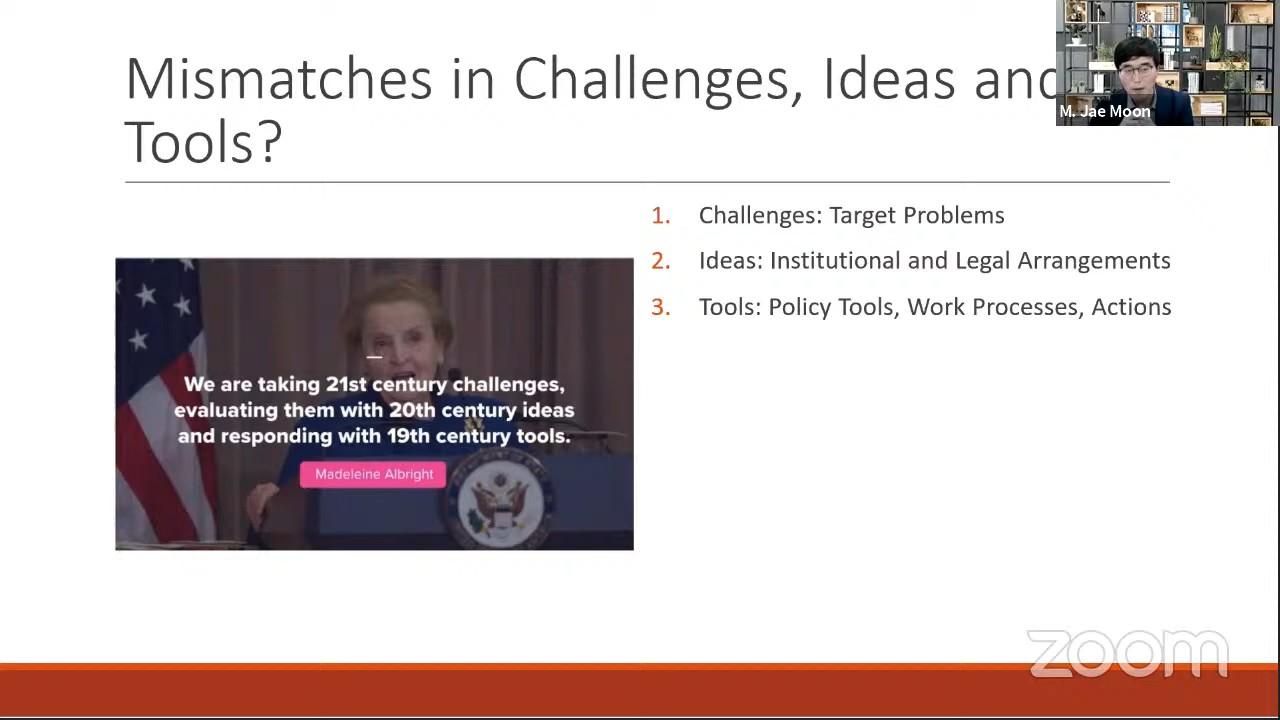 Mismatches in Challenges, Ideas and
Tools?
M. Jae Moon
1. Challenges: Target Problems
2. Ideas: Institutional and Legal Arrangements
3. Tools: Policy Tools, Work Processes, Actions
We are taking 21st century challenges,
evaluating them with 20th century ideas
and responding with 19th century tools.
Madeleine Albright
zoom